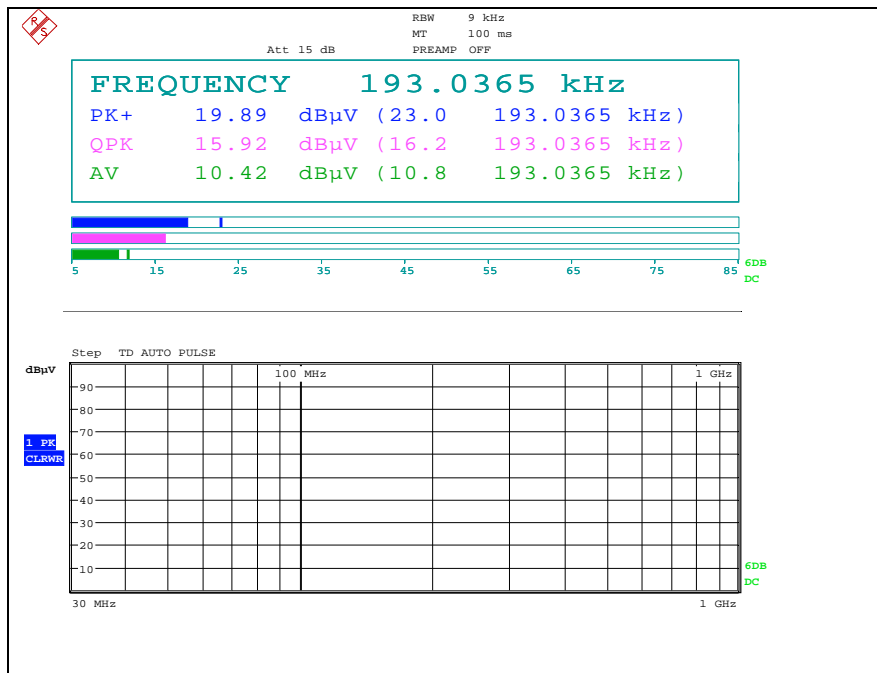 R S
RBW 9 kHz
MT 100 ms
Att 15 dB PREAMP OFF
FREQUENCY 193.0365 kHz
PK+ 19.89 dBµV (23.0 193.0365 kHz)
QPK 15.92 dBµV (16.2 193.0365 kHz)
AV 10.42 dBµV (10.8 193.0365 kHz)
5 15 25 35 45 55 65 75 85
6DB
DC
Step TD AUTO PULSE
dBµV
100 MHz 1 GHz
90
80
70
1 PK
CLRWR
60
50
40
30
20
10
6DB
DC
30 MHz 1 GHz